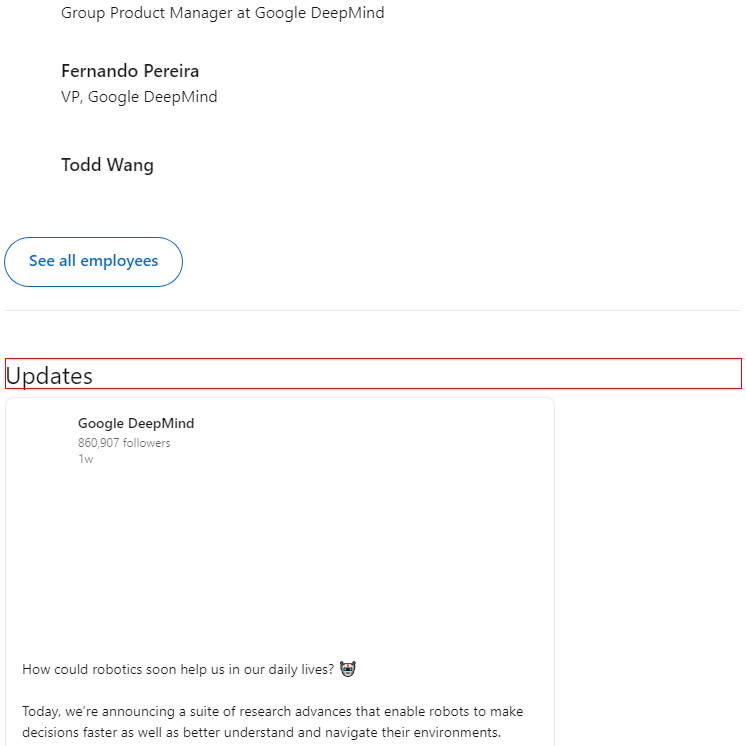 Group Product Manager at Google DeepMind
Fernando Pereira
VP, Google DeepMind
Todd Wang
See all employees
Updates
Google DeepMind
860,907 followers
1w
How could robotics soon help us in our daily lives? 🤖
Today, we’re announcing a suite of research advances that enable robots to make
decisions faster as well as better understand and navigate their environments.